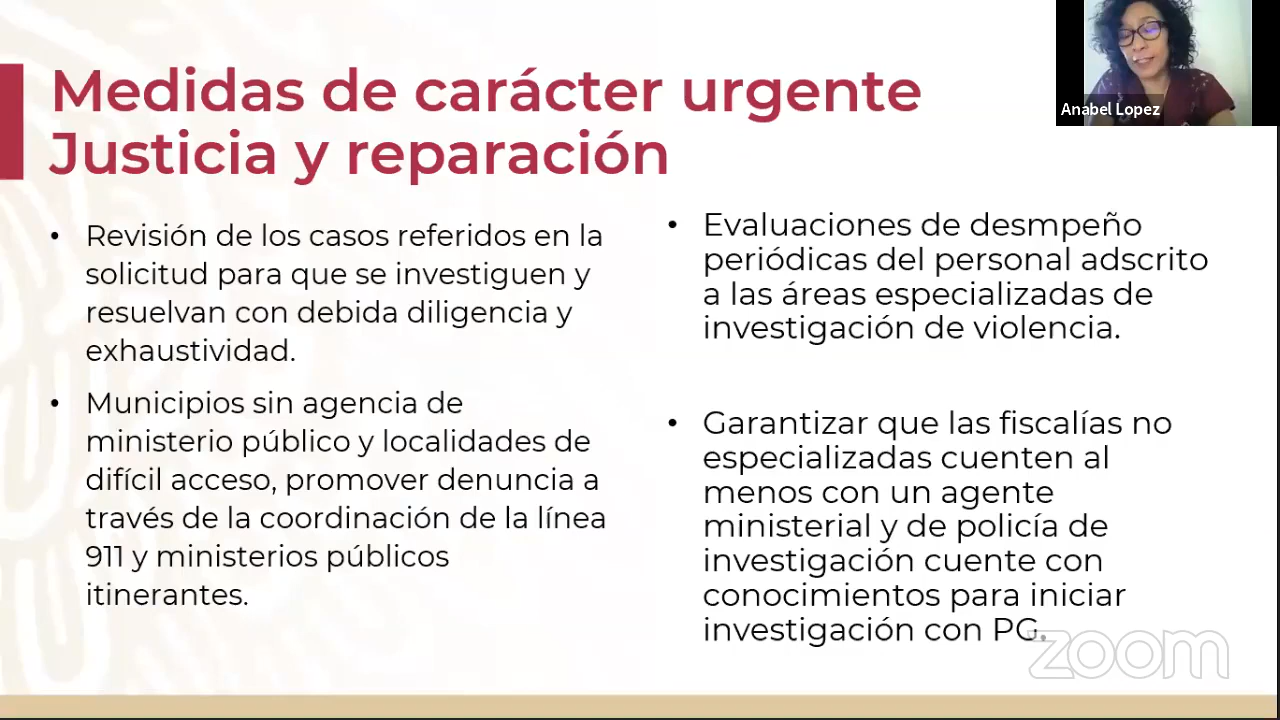 Medidas de carácter urgente
Justicia y reparación
Anabel Lopez
• Revisión de los casos referidos en la
solicitud para que se investiguen y
resuelvan con debida diligencia y
exhaustividad.
• Municipios sin agencia de
ministerio público y localidades de
difícil acceso, promover denuncia a
través de la coordinación de la línea
911 y ministerios públicos
itinerantes.
• Evaluaciones de desmpeño
periódicas del personal adscrito
a las áreas especializadas de
investigación de violencia.
• Garantizar que las fiscalías no
especializadas cuenten al
menos con un agente
ministerial y de policía de
investigación cuente con
conocimientos para iniciar
investigación con PG.
zoom